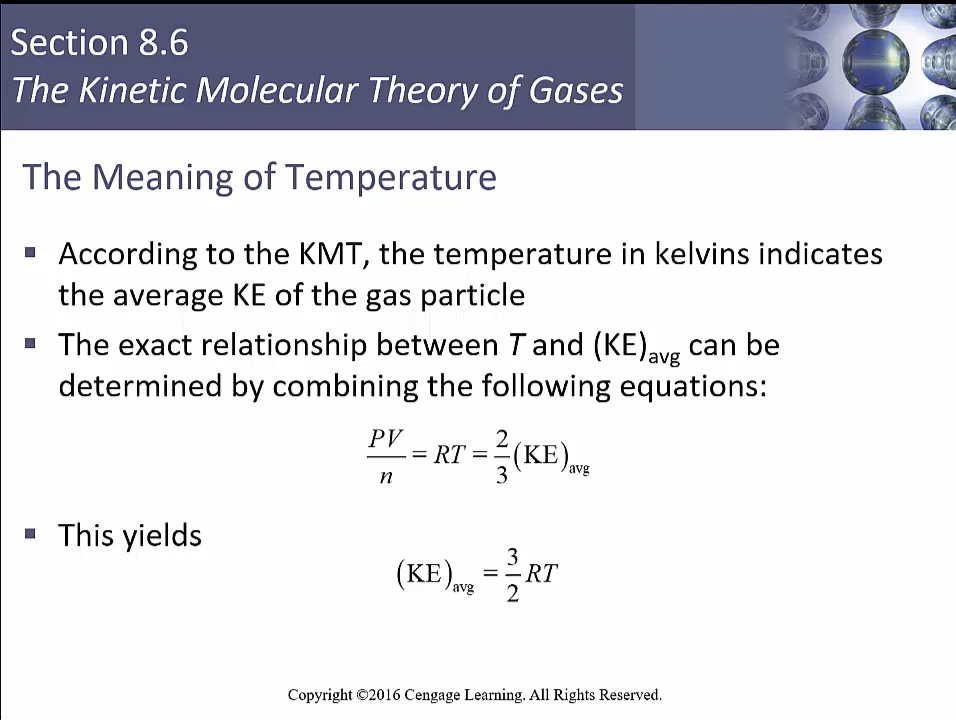 Section 8.6
The Kinetic Molecular Theory of Gases
The Meaning of Temperature
▪ According to the KMT, the temperature in kelvins indicates
the average KE of the gas particle
▪ The exact relationship between T and (KE)avg can be
determined by combining the following equations:
PV/n = RT = 2/3 (KE)avg
▪ This yields
(KE)avg = 3/2 RT
Copyright ©2016 Cengage Learning. All Rights Reserved.